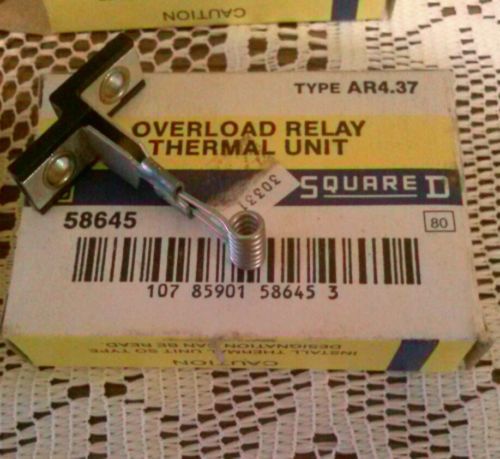 CAUTION
TYPE AR4.37
OVERLOAD RELAY
THERMAL UNIT
3033
SQUARE D
58645
80
107 85901 58645 3
INSTALL THERMAL UNIT SO TYPE
DESIGNATION CAN BE READ
CAUTION